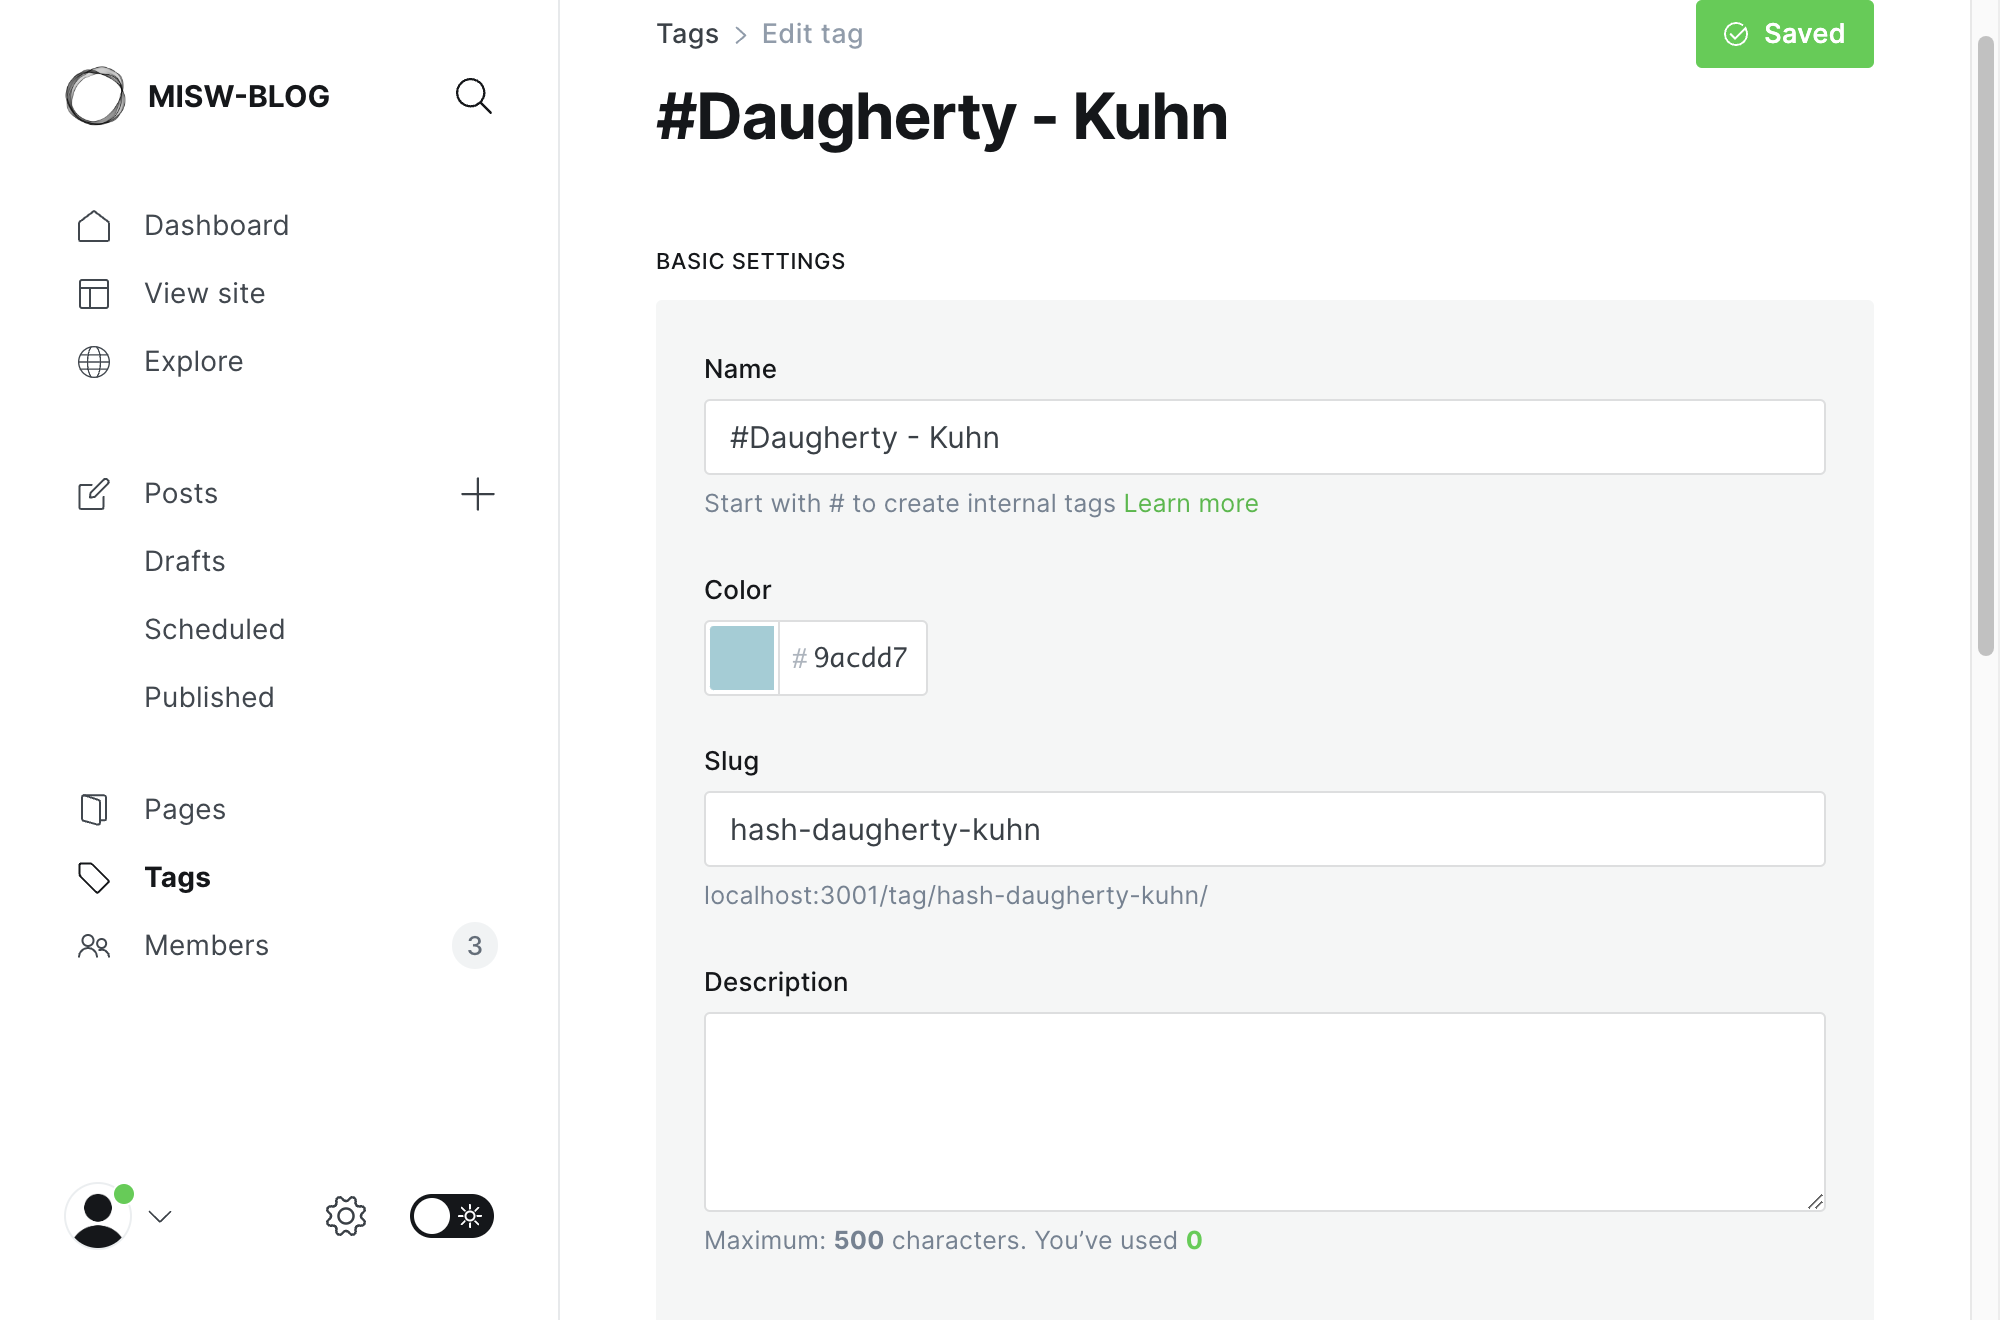 MISW-BLOG
Dashboard
View site
Explore
Posts
Drafts
Scheduled
Published
Pages
Tags
Members 3
Tags > Edit tag
Saved
#Daugherty - Kuhn
BASIC SETTINGS
Name
#Daugherty - Kuhn
Start with # to create internal tags Learn more
Color
# 9acdd7
Slug
hash-daugherty-kuhn
localhost:3001/tag/hash-daugherty-kuhn/
Description
Maximum: 500 characters. You’ve used 0